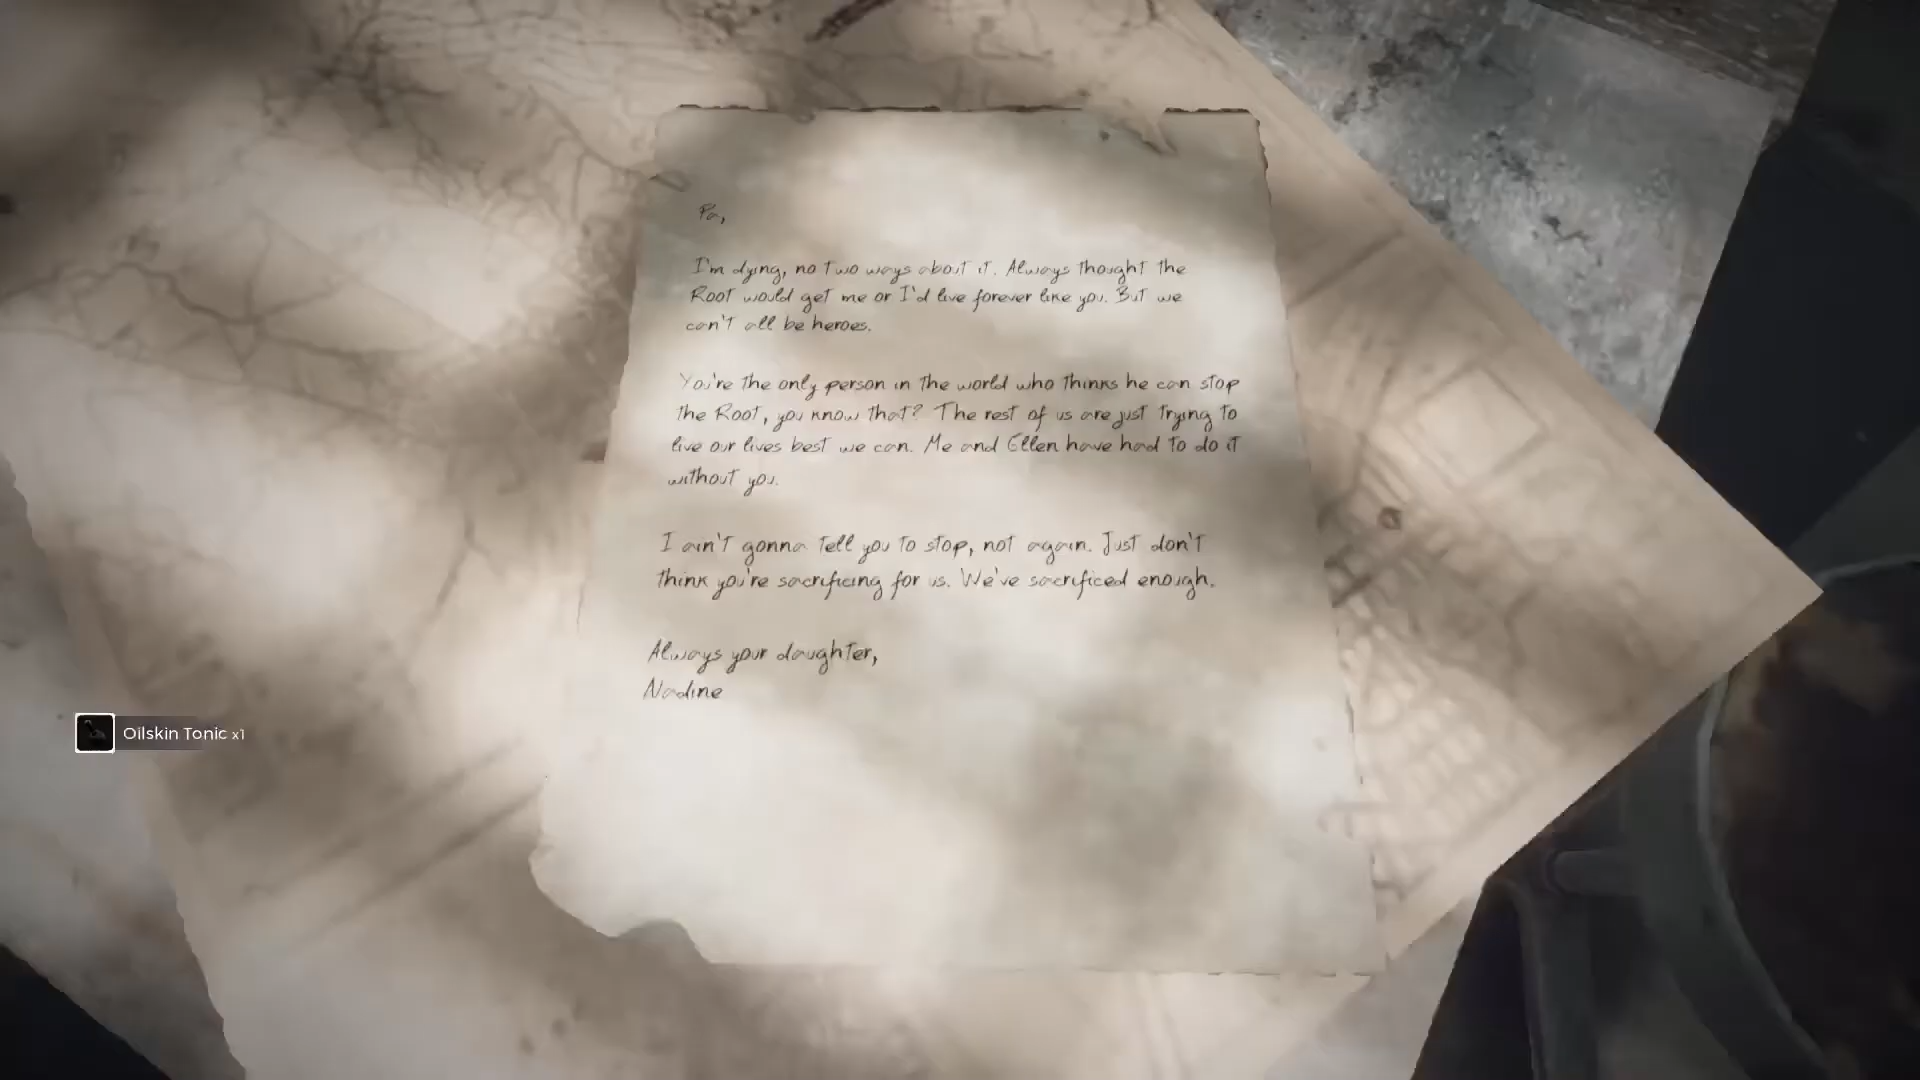 Pa,
I'm dying, no two ways about it. Always thought the
Root would get me or I'd live forever like you. But we
can't all be heroes.
You're the only person in the world who thinks he can stop
the Root, you know that? The rest of us are just trying to
live our lives best we can. Me and Ellen have had to do it
without you.
I ain't gonna tell you to stop, not again. Just don't
think you're sacrificing for us. We've sacrificed enough.
Always your daughter,
Nadine
Oilskin Tonic x1